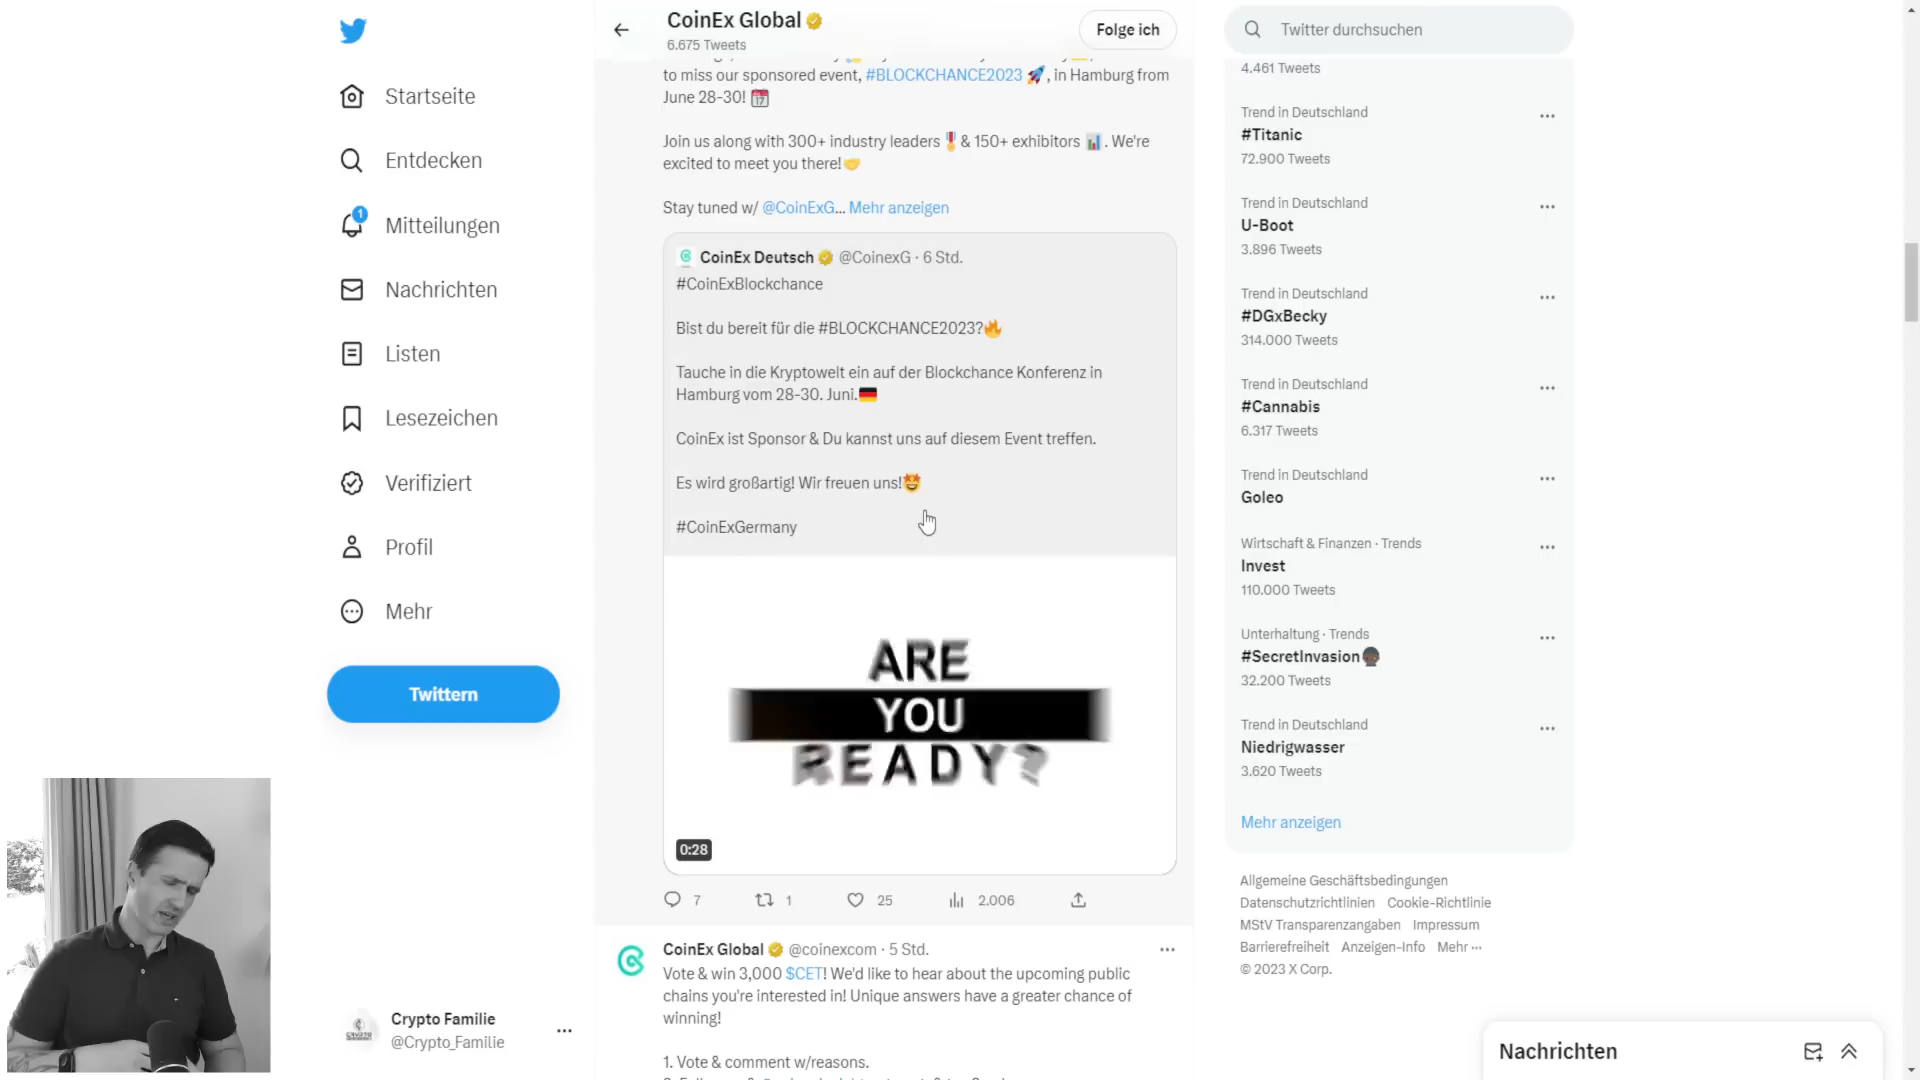 Startseite
Entdecken
1
Mitteilungen
Nachrichten
Listen
Lesezeichen
Verifiziert
Profil
Mehr
Twittern
Crypto Familie
@Crypto_Familie
CoinEx Global
6.675 Tweets
Folge ich
to miss our sponsored event, #BLOCKCHANCE2023 🚀, in Hamburg from
June 28-30! 📅
Join us along with 300+ industry leaders 🎖️& 150+ exhibitors 📊. We're
excited to meet you there!🤝
Stay tuned w/ @CoinExG... Mehr anzeigen
CoinEx Deutsch @CoinexG · 6 Std.
#CoinExBlockchance
Bist du bereit für die #BLOCKCHANCE2023?🔥
Tauche in die Kryptowelt ein auf der Blockchance Konferenz in
Hamburg vom 28-30. Juni.🇩🇪
CoinEx ist Sponsor & Du kannst uns auf diesem Event treffen.
Es wird großartig! Wir freuen uns!🤩
#CoinExGermany
ARE
YOU
READY?
0:28
7 1 25 2.006
CoinEx Global @coinexcom · 5 Std.
Vote & win 3,000 $CET! We'd like to hear about the upcoming public
chains you're interested in! Unique answers have a greater chance of
winning!
1. Vote & comment w/reasons.
Twitter durchsuchen
4.461 Tweets
Trend in Deutschland
#Titanic
72.900 Tweets
Trend in Deutschland
U-Boot
3.896 Tweets
Trend in Deutschland
#DGxBecky
314.000 Tweets
Trend in Deutschland
#Cannabis
6.317 Tweets
Trend in Deutschland
Goleo
Wirtschaft & Finanzen · Trends
Invest
110.000 Tweets
Unterhaltung · Trends
#SecretInvasion
32.200 Tweets
Trend in Deutschland
Niedrigwasser
3.620 Tweets
Mehr anzeigen
Allgemeine Geschäftsbedingungen
Datenschutzrichtlinien Cookie-Richtlinie
MStV Transparenzangaben Impressum
Barrierefreiheit Anzeigen-Info Mehr ···
© 2023 X Corp.
Nachrichten